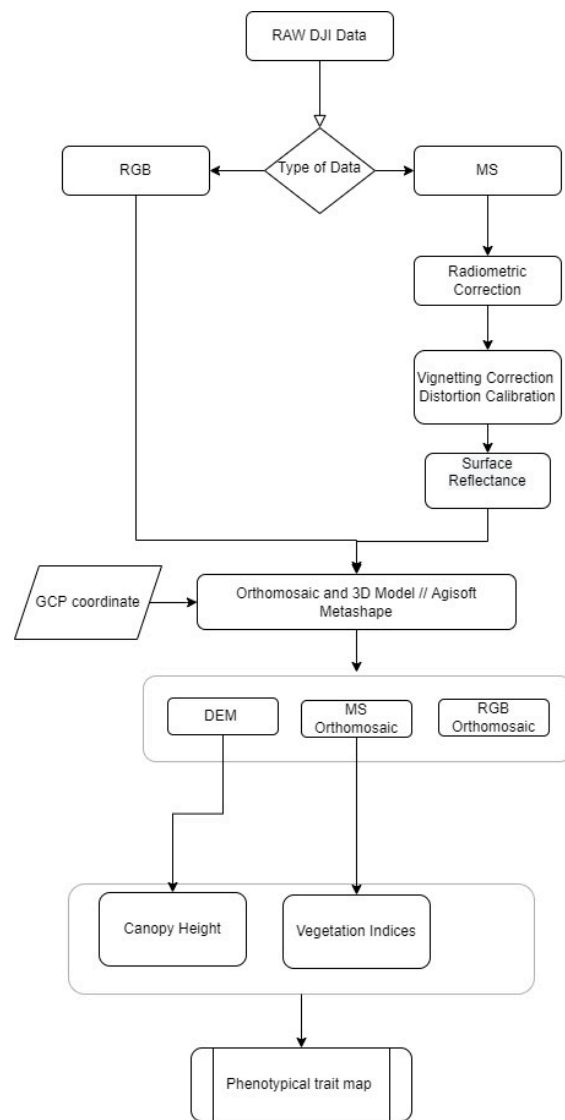 RAW DJI Data
Type of Data
RGB
MS
Radiometric
Correction
Vignetting Correction
Distortion Calibration
Surface
Reflectance
GCP coordinate
Orthomosaic and 3D Model // Agisoft
Metashape
DEM
MS
Orthomosaic
RGB
Orthomosaic
Canopy Height
Vegetation Indices
Phenotypical trait map